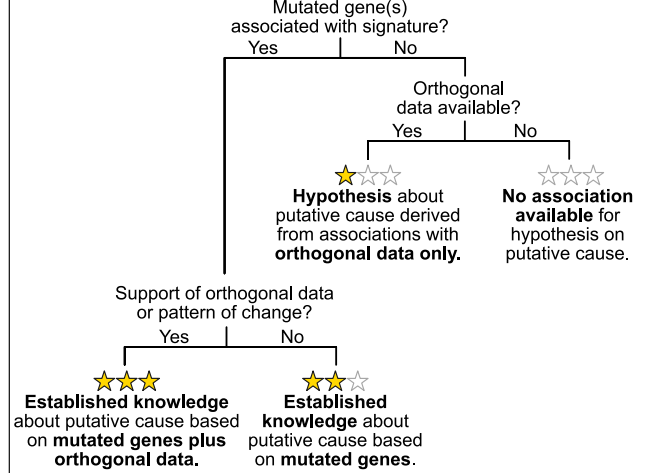 Mutated gene(s)
associated with signature?
Yes
No
Orthogonal
data available?
Yes
No
Hypothesis about
putative cause derived
from associations with
orthogonal data only.
No association
available for
hypothesis on
putative cause.
Support of orthogonal data
or pattern of change?
Yes
No
Established knowledge
about putative cause based
on mutated genes plus
orthogonal data.
Established
knowledge about
putative cause based
on mutated genes.